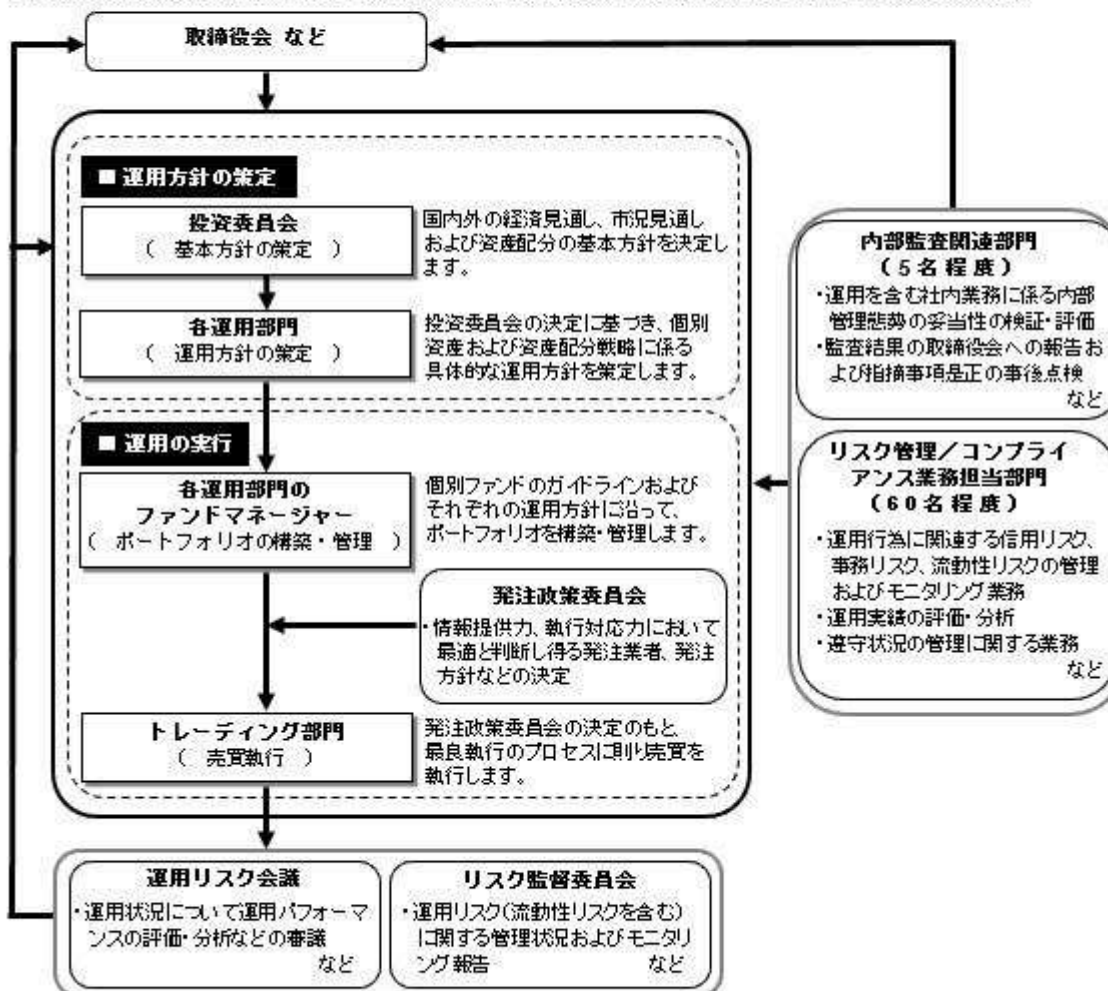 取締役会 など
■ 運用方針の策定
投資委員会
（ 基本方針の策定 ）
国内外の経済見通し、市況見通し
および資産配分の基本方針を決定し
ます。
各運用部門
（ 運用方針の策定 ）
投資委員会の決定に基づき、個別
資産および資産配分戦略に係る
具体的な運用方針を策定します。
■ 運用の実行
各運用部門の
ファンドマネージャー
（ ポートフォリオの構築・管理 ）
個別ファンドのガイドラインおよび
それぞれの運用方針に沿って、
ポートフォリオを構築・管理します。
発注政策委員会
・情報提供力、執行対応力において
最適と判断し得る発注業者、発注
方針などの決定
トレーディング部門
（ 売買執行 ）
発注政策委員会の決定のもと、
最良執行のプロセスに則り売買を
執行します。
内部監査関連部門
（5名程度）
・運用を含む社内業務に係る内部
管理態勢の妥当性の検証・評価
・監査結果の取締役会への報告お
よび指摘事項是正の事後点検
など
リスク管理／コンプライ
アンス業務担当部門
（60名程度）
・運用行為に関連する信用リスク、
事務リスク、流動性リスクの管理
およびモニタリング業務
・運用実績の評価・分析
・遵守状況の管理に関する業務
など
運用リスク会議
・運用状況について運用パフォーマ
ンスの評価・分析などの審議
など
リスク監督委員会
・運用リスク（流動性リスクを含む）
に関する管理状況およびモニタリ
ング報告 など